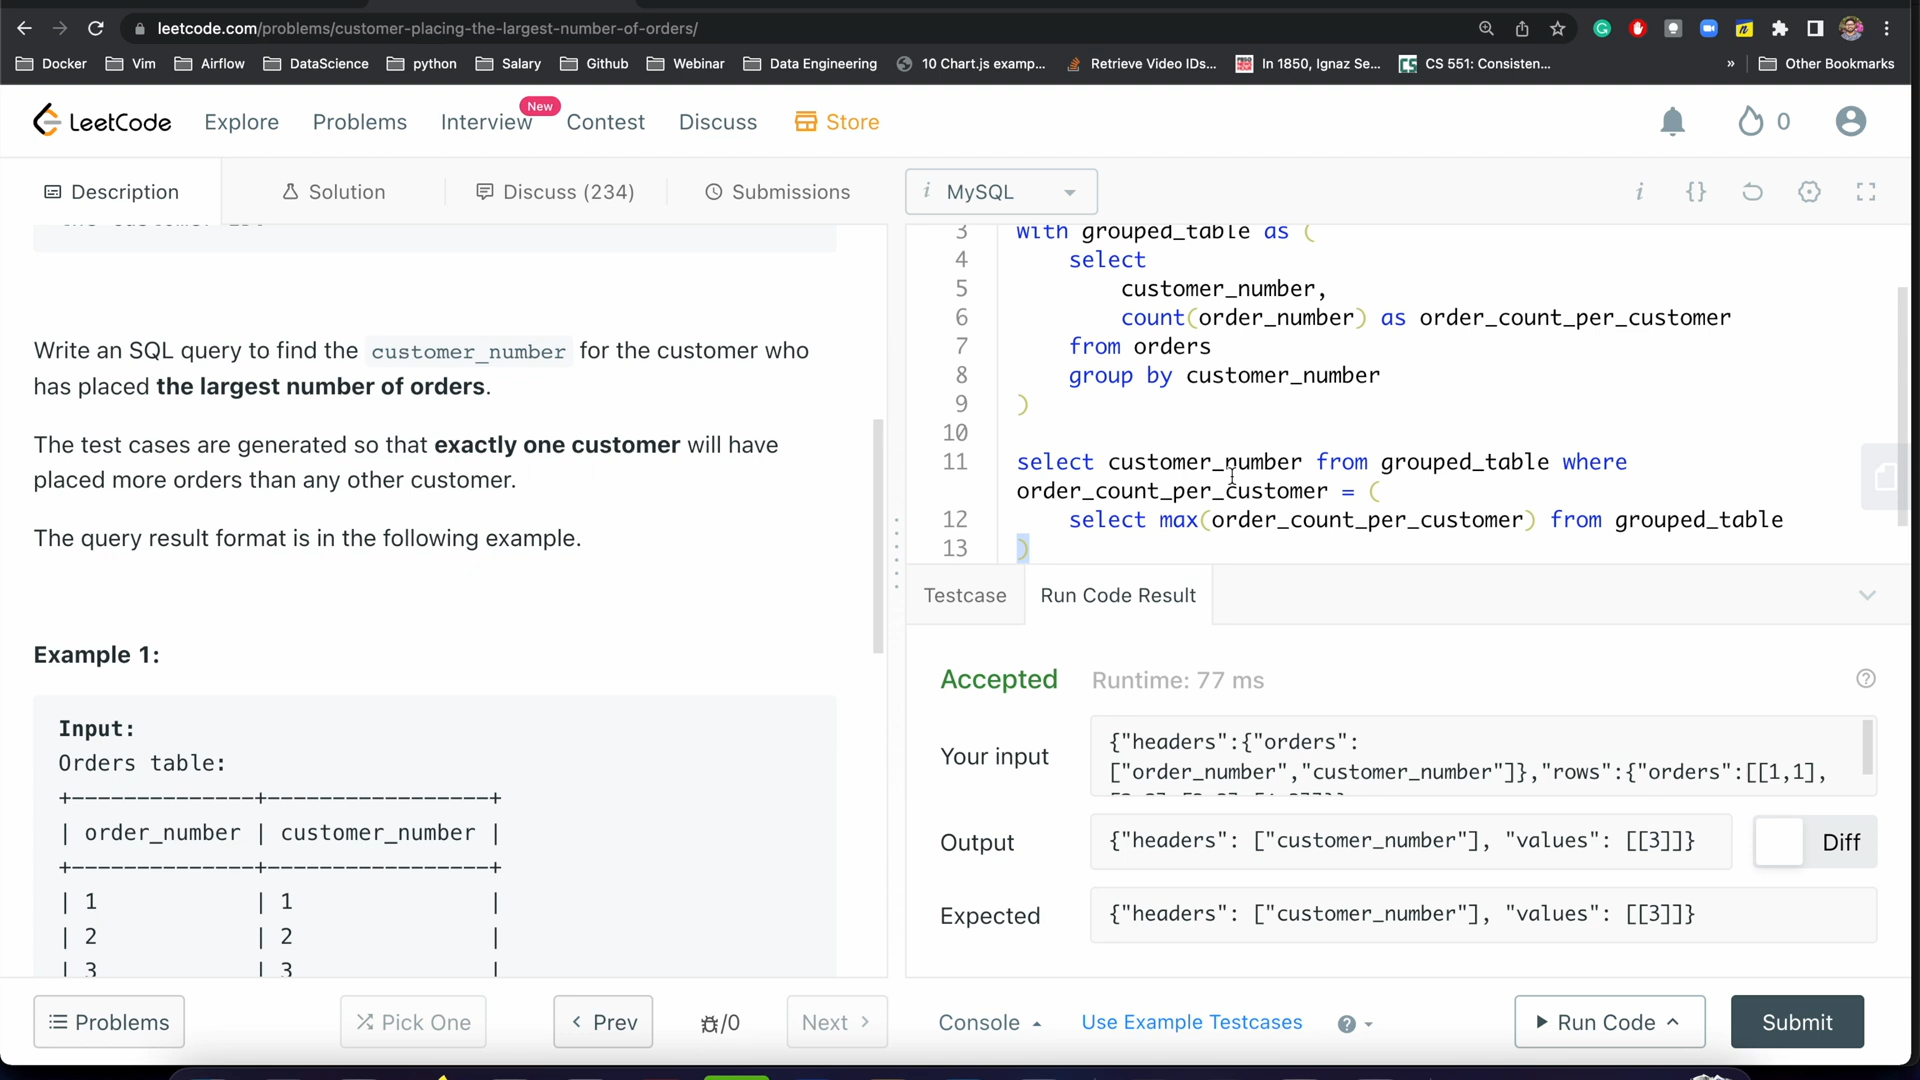 leetcode.com/problems/customer-placing-the-largest-number-of-orders/
Docker Vim Airflow DataScience python Salary Github Webinar Data Engineering 10 Chart.js examp... Retrieve Video IDs... In 1850, Ignaz Se... CS 551: Consisten... » Other Bookmarks
LeetCode Explore Problems Interview New Contest Discuss Store 0
Description Solution Discuss (234) Submissions
Write an SQL query to find the customer_number for the customer who
has placed the largest number of orders.
The test cases are generated so that exactly one customer will have
placed more orders than any other customer.
The query result format is in the following example.
Example 1:
Input:
Orders table:
+--------------+-----------------+
| order_number | customer_number |
+--------------+-----------------+
| 1 | 1 |
| 2 | 2 |
| 3 | 3 |
Problems Pick One < Prev /0 Next >
i MySQL i {}
3 with grouped_table as (
4 select
5 customer_number,
6 count(order_number) as order_count_per_customer
7 from orders
8 group by customer_number
9 )
10
11 select customer_number from grouped_table where
order_count_per_customer = (
12 select max(order_count_per_customer) from grouped_table
13 )
Testcase Run Code Result
Accepted Runtime: 77 ms
Your input
{"headers":{"orders":
["order_number","customer_number"]},"rows":{"orders":[[1,1],
Output {"headers": ["customer_number"], "values": [[3]]} Diff
Expected {"headers": ["customer_number"], "values": [[3]]}
Console Use Example Testcases ? Run Code Submit